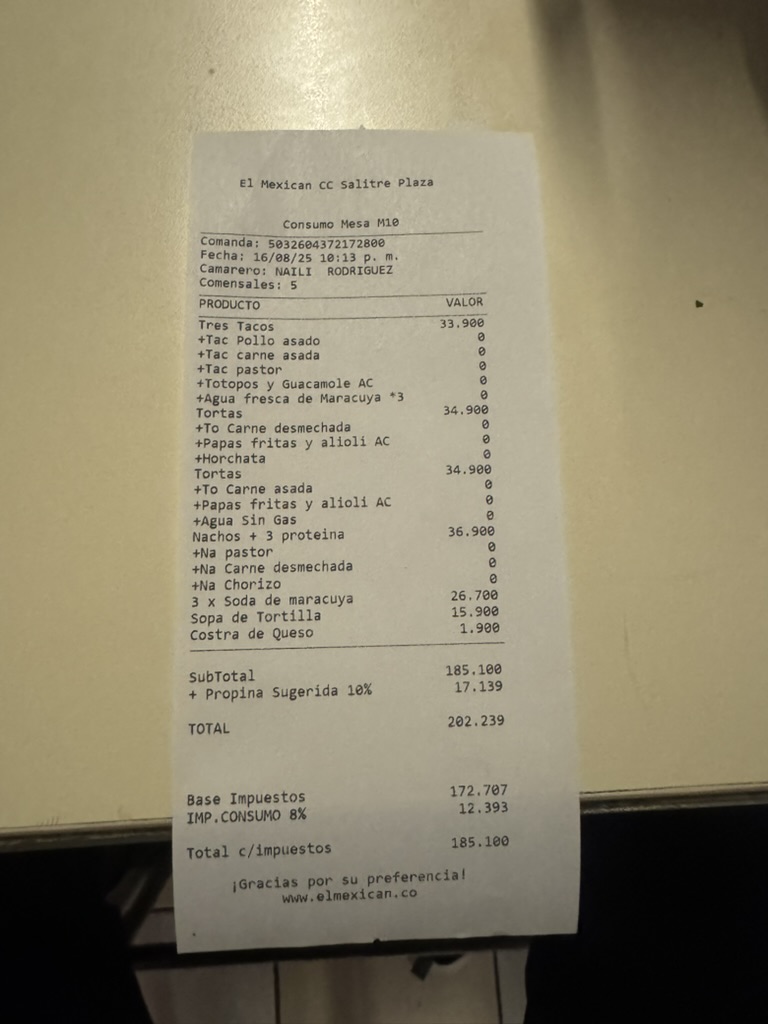 El Mexican CC Salitre Plaza
Consumo Mesa M10
Comanda: 5032604372172800
Fecha: 16/08/25 10:13 p. m.
Camarero: NAILI RODRIGUEZ
Comensales: 5
PRODUCTO VALOR
Tres Tacos 33.900
+Tac Pollo asado 0
+Tac carne asada 0
+Tac pastor 0
+Totopos y Guacamole AC 0
+Agua fresca de Maracuya *3 0
Tortas 34.900
+To Carne desmechada 0
+Papas fritas y alioli AC 0
+Horchata 0
Tortas 34.900
+To Carne asada 0
+Papas fritas y alioli AC 0
+Agua Sin Gas 0
Nachos + 3 proteina 36.900
+Na pastor 0
+Na Carne desmechada 0
+Na Chorizo 0
3 x Soda de maracuya 26.700
Sopa de Tortilla 15.900
Costra de Queso 1.900
SubTotal 185.100
+ Propina Sugerida 10% 17.139
TOTAL 202.239
Base Impuestos 172.707
IMP.CONSUMO 8% 12.393
Total c/impuestos 185.100
¡Gracias por su preferencia!
www.elmexican.co